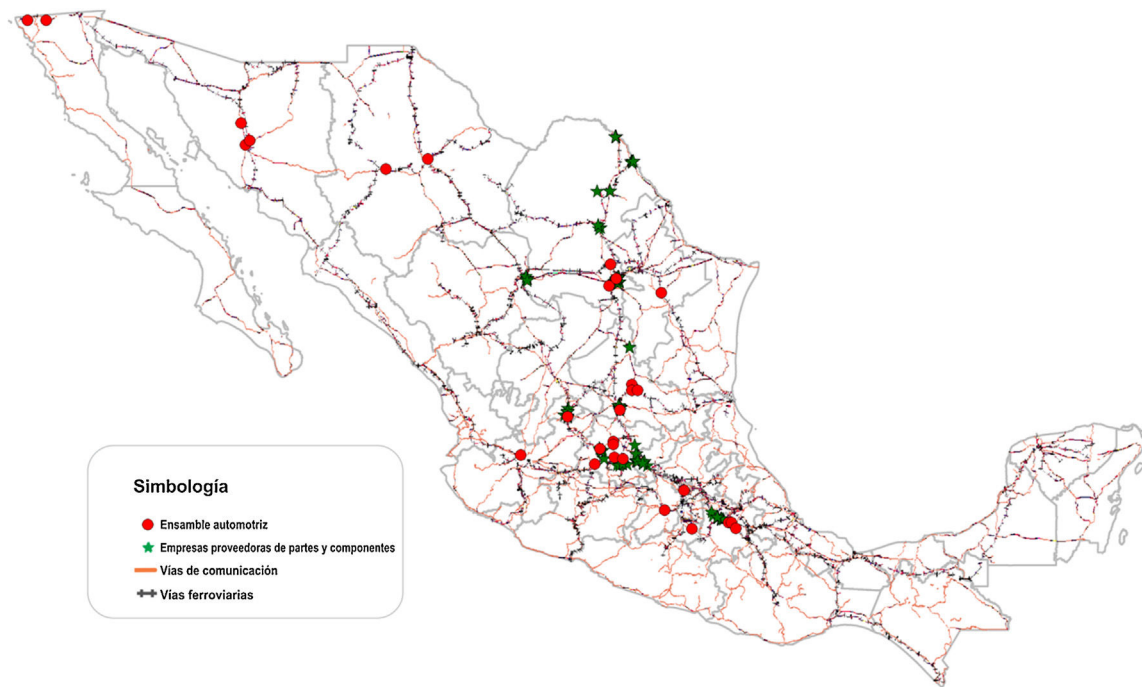 Simbología
Ensamble automotriz
Empresas proveedoras de partes y componentes
Vías de comunicación
Vías ferroviarias